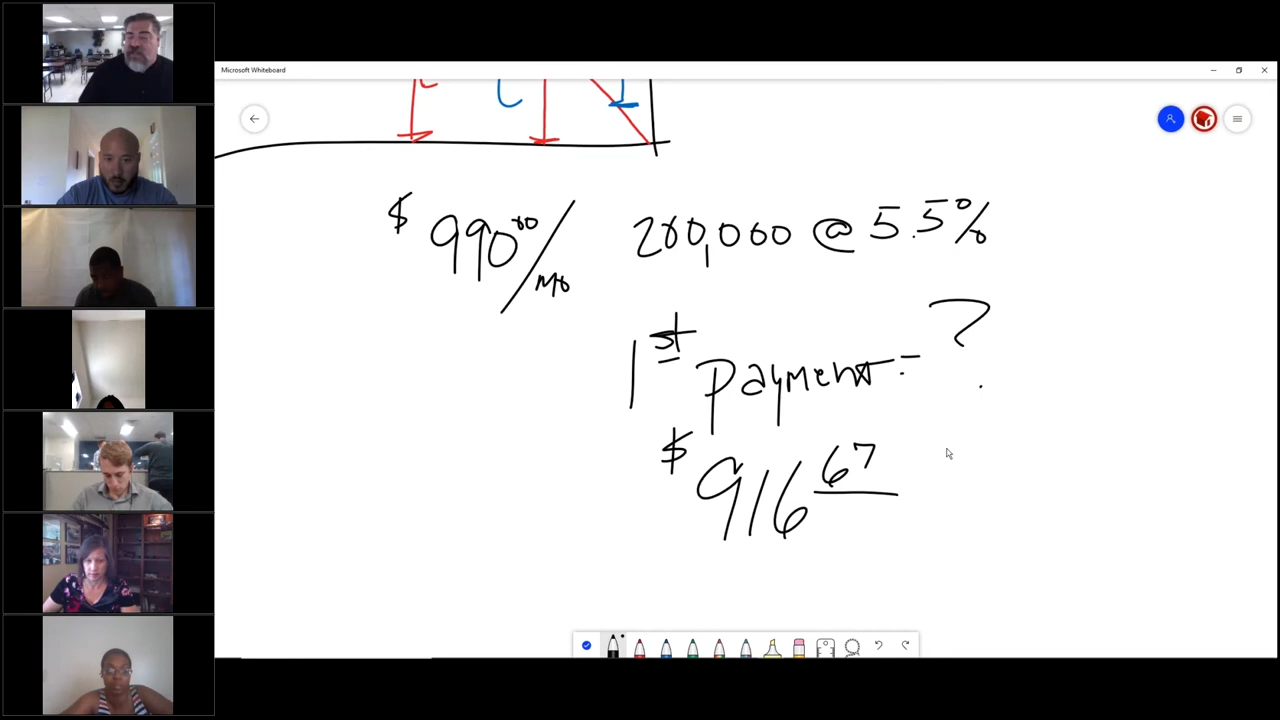 Microsoft Whiteboard
$ 990 00/MO
200,000 @ 5.5%
1st Payment = ?
$ 916 67